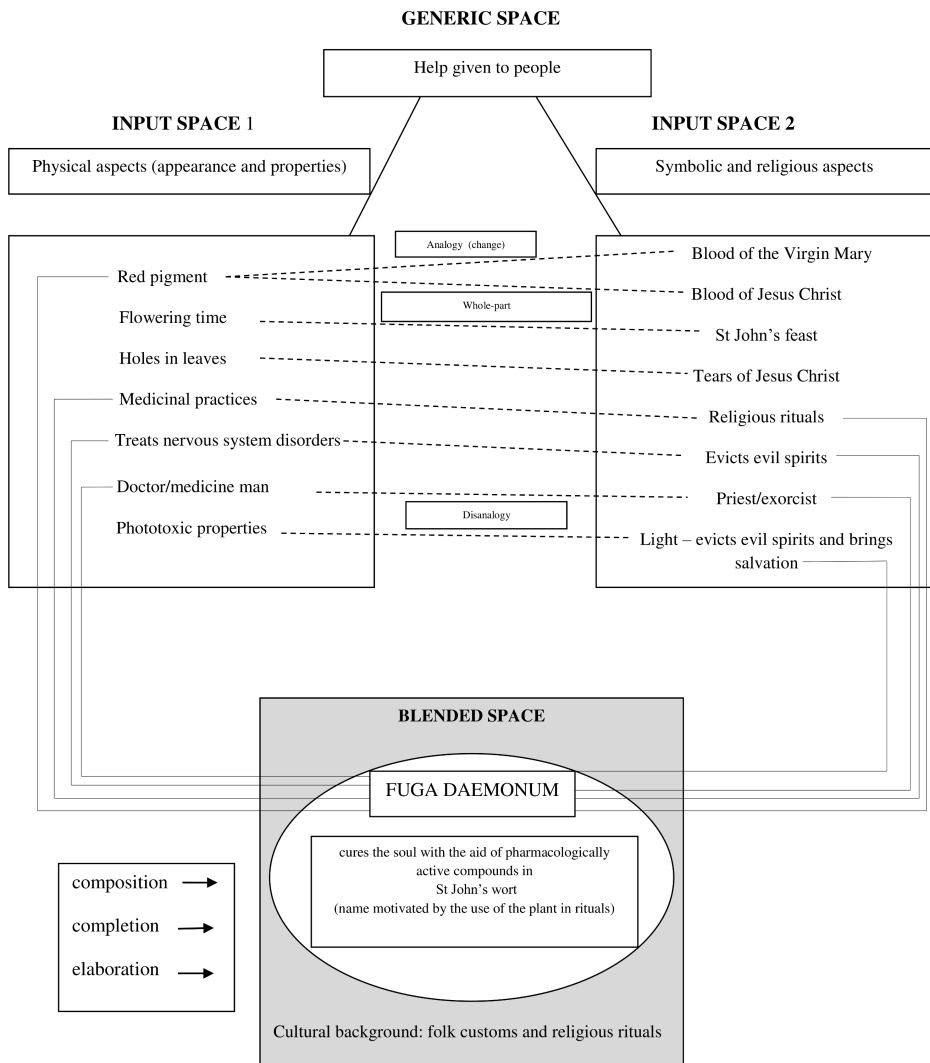 GENERIC SPACE
Help given to people
INPUT SPACE 1
INPUT SPACE 2
Physical aspects (appearance and properties)
Symbolic and religious aspects
Analogy (change)
Whole-part
Disanalogy
Red pigment
Flowering time
Holes in leaves
Medicinal practices
Treats nervous system disorders
Doctor/medicine man
Phototoxic properties
Blood of the Virgin Mary
Blood of Jesus Christ
St John’s feast
Tears of Jesus Christ
Religious rituals
Evicts evil spirits
Priest/exorcist
Light – evicts evil spirits and brings
salvation
BLENDED SPACE
FUGA DAEMONUM
cures the soul with the aid of pharmacologically
active compounds in
St John’s wort
(name motivated by the use of the plant in rituals)
Cultural background: folk customs and religious rituals
composition
completion
elaboration